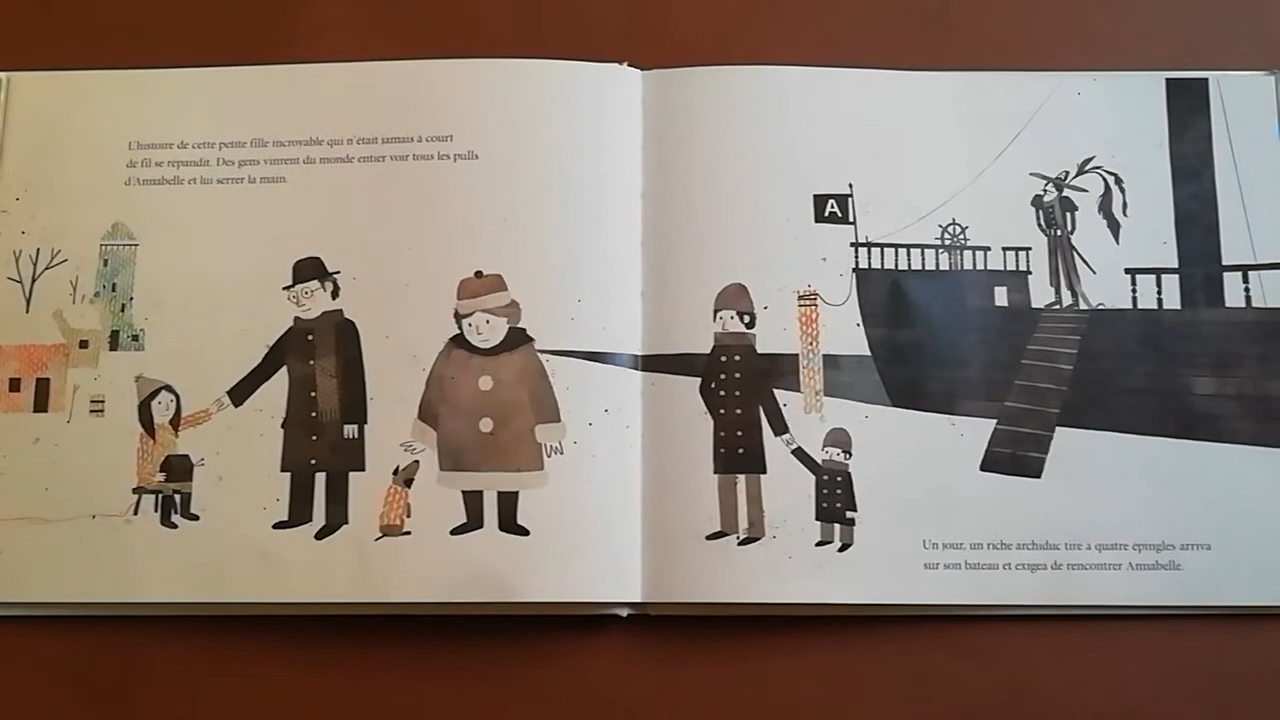 L'histoire de cette petite fille incroyable qui n'était jamais à court
de fil se répandit. Des gens vinrent du monde entier voir tous les pulls
d'Annabelle et lui serrer la main.
A
Un jour, un riche archiduc tiré à quatre épingles arriva
sur son bateau et exigea de rencontrer Annabelle.